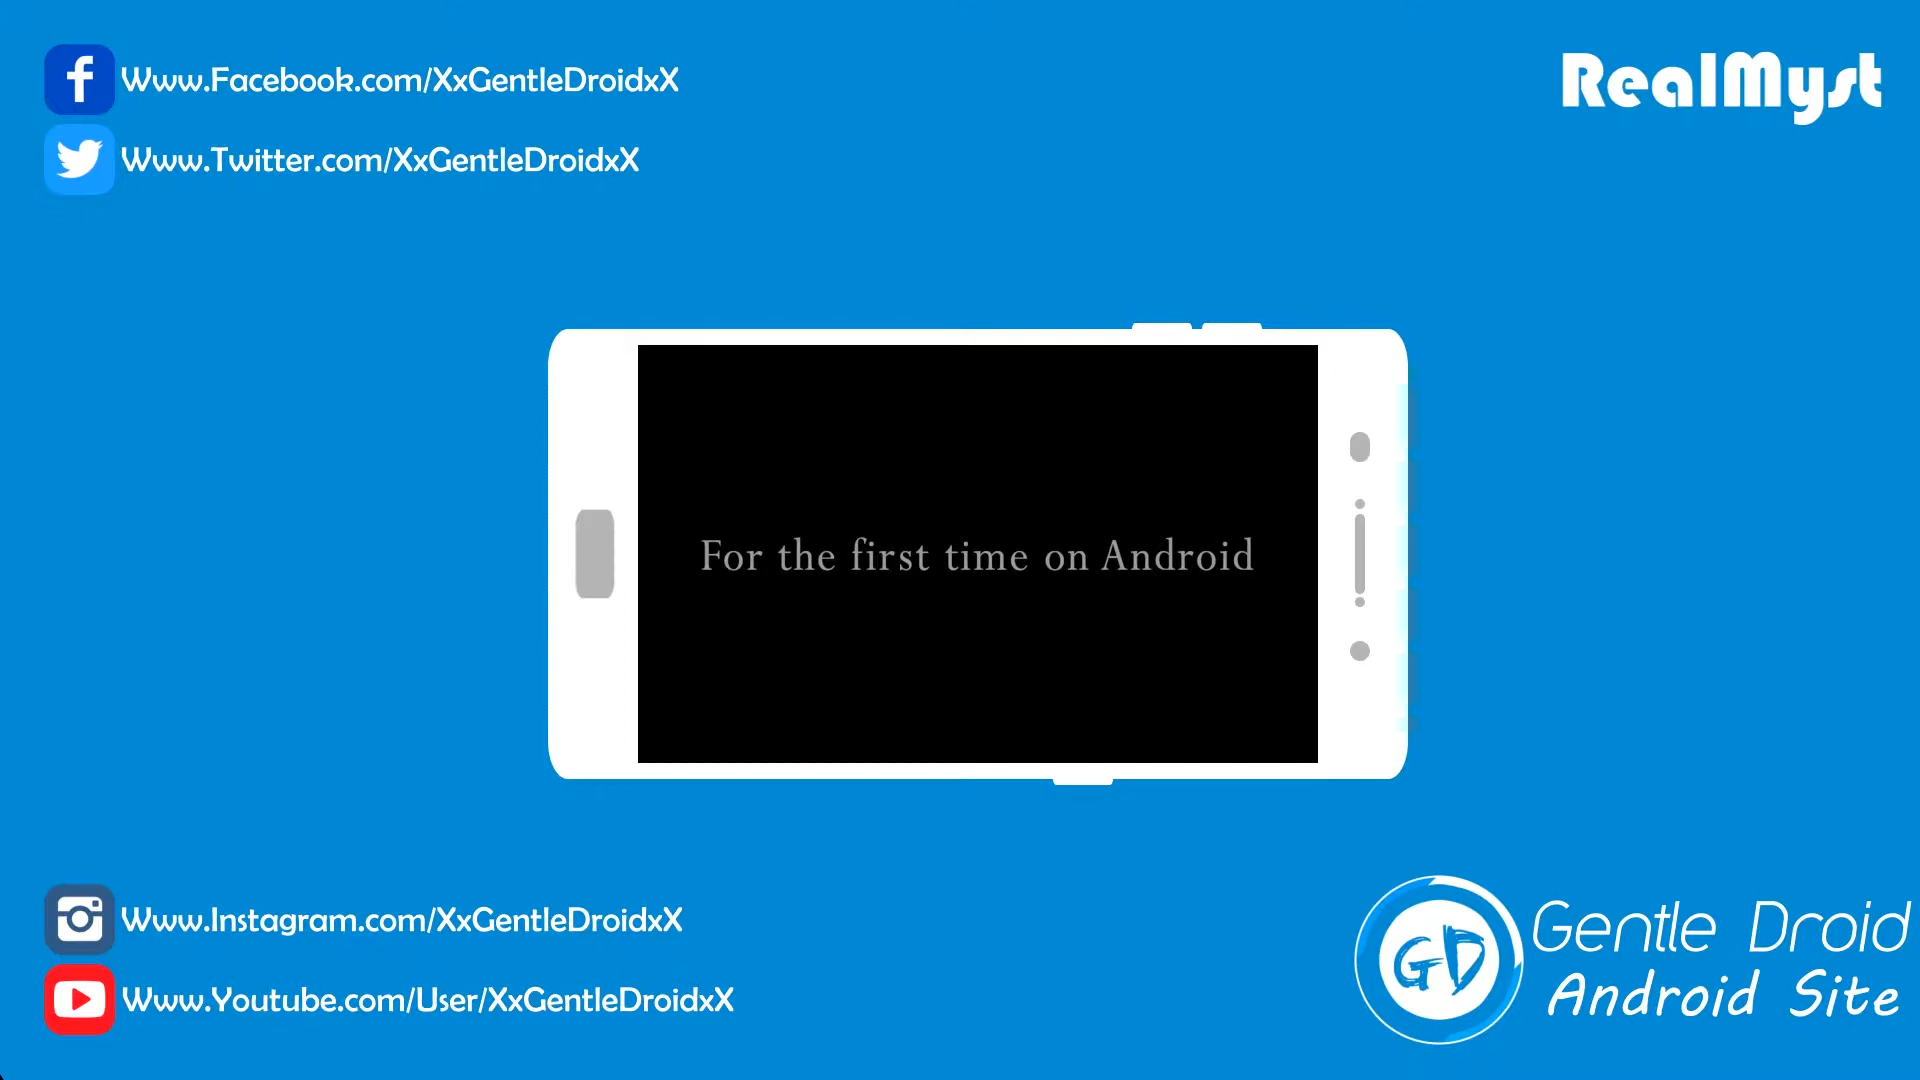 Www.Facebook.com/XxGentleDroidxX
RealMyst
Www.Twitter.com/XxGentleDroidxX
For the first time on Android
Www.Instagram.com/XxGentleDroidxX
Www.Youtube.com/User/XxGentleDroidxX
GD
Gentle Droid
Android Site